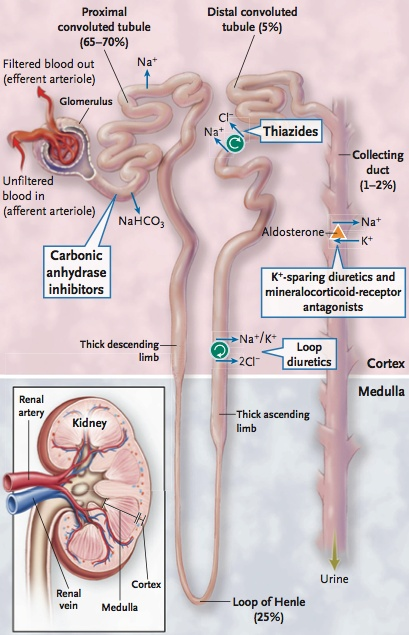 Proximal
convoluted tubule
(65–70%)
Distal convoluted
tubule (5%)
Filtered blood out
(efferent arteriole)
Na⁺
Glomerulus
Cl⁻
Na⁺
Thiazides
Collecting
duct
(1–2%)
Unfiltered
blood in
(afferent arteriole)
NaHCO₃
Aldosterone
Na⁺
K⁺
Carbonic
anhydrase
inhibitors
K⁺-sparing diuretics and
mineralocorticoid-receptor
antagonists
Thick descending
limb
Na⁺/K⁺
2Cl⁻
Loop
diuretics
Cortex
Medulla
Renal
artery
Kidney
Thick ascending
limb
Cortex
Renal
vein
Medulla
Urine
Loop of Henle
(25%)